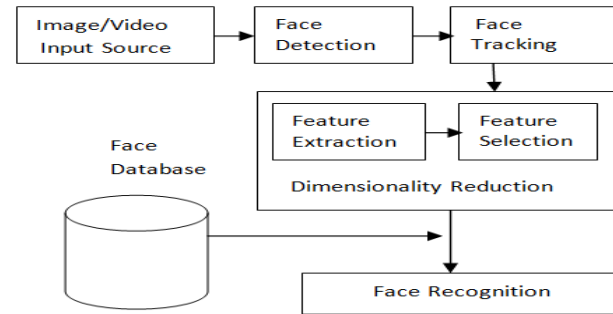 Image/Video
Input Source
Face
Detection
Face
Tracking
Feature
Extraction
Feature
Selection
Dimensionality Reduction
Face
Database
Face Recognition